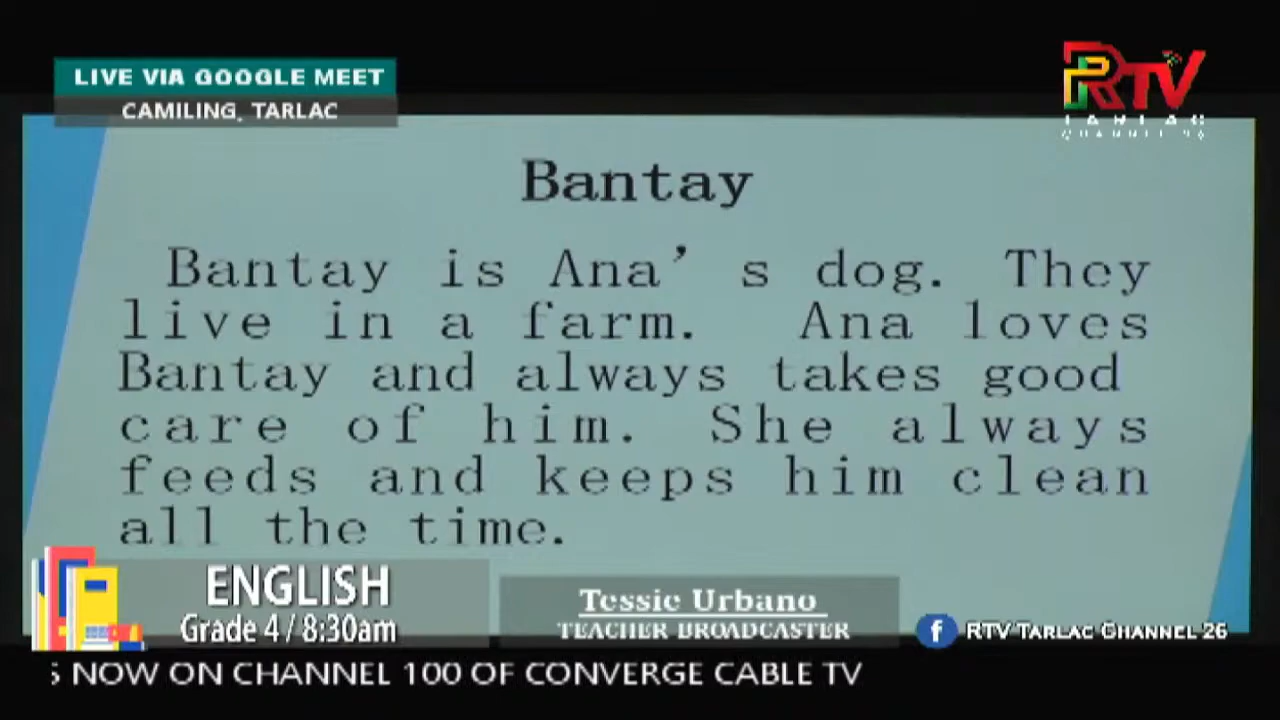 LIVE VIA GOOGLE MEET
CAMILING, TARLAC
RTV
TARLAC
CHANNEL 26
Bantay
Bantay is Ana’s dog. They
live in a farm. Ana loves
Bantay and always takes good
care of him. She always
feeds and keeps him clean
all the time.
ENGLISH
Grade 4 / 8:30am
Tessie Urbano
TEACHER BROADCASTER
f RTV TARLAC CHANNEL 26
S NOW ON CHANNEL 100 OF CONVERGE CABLE TV